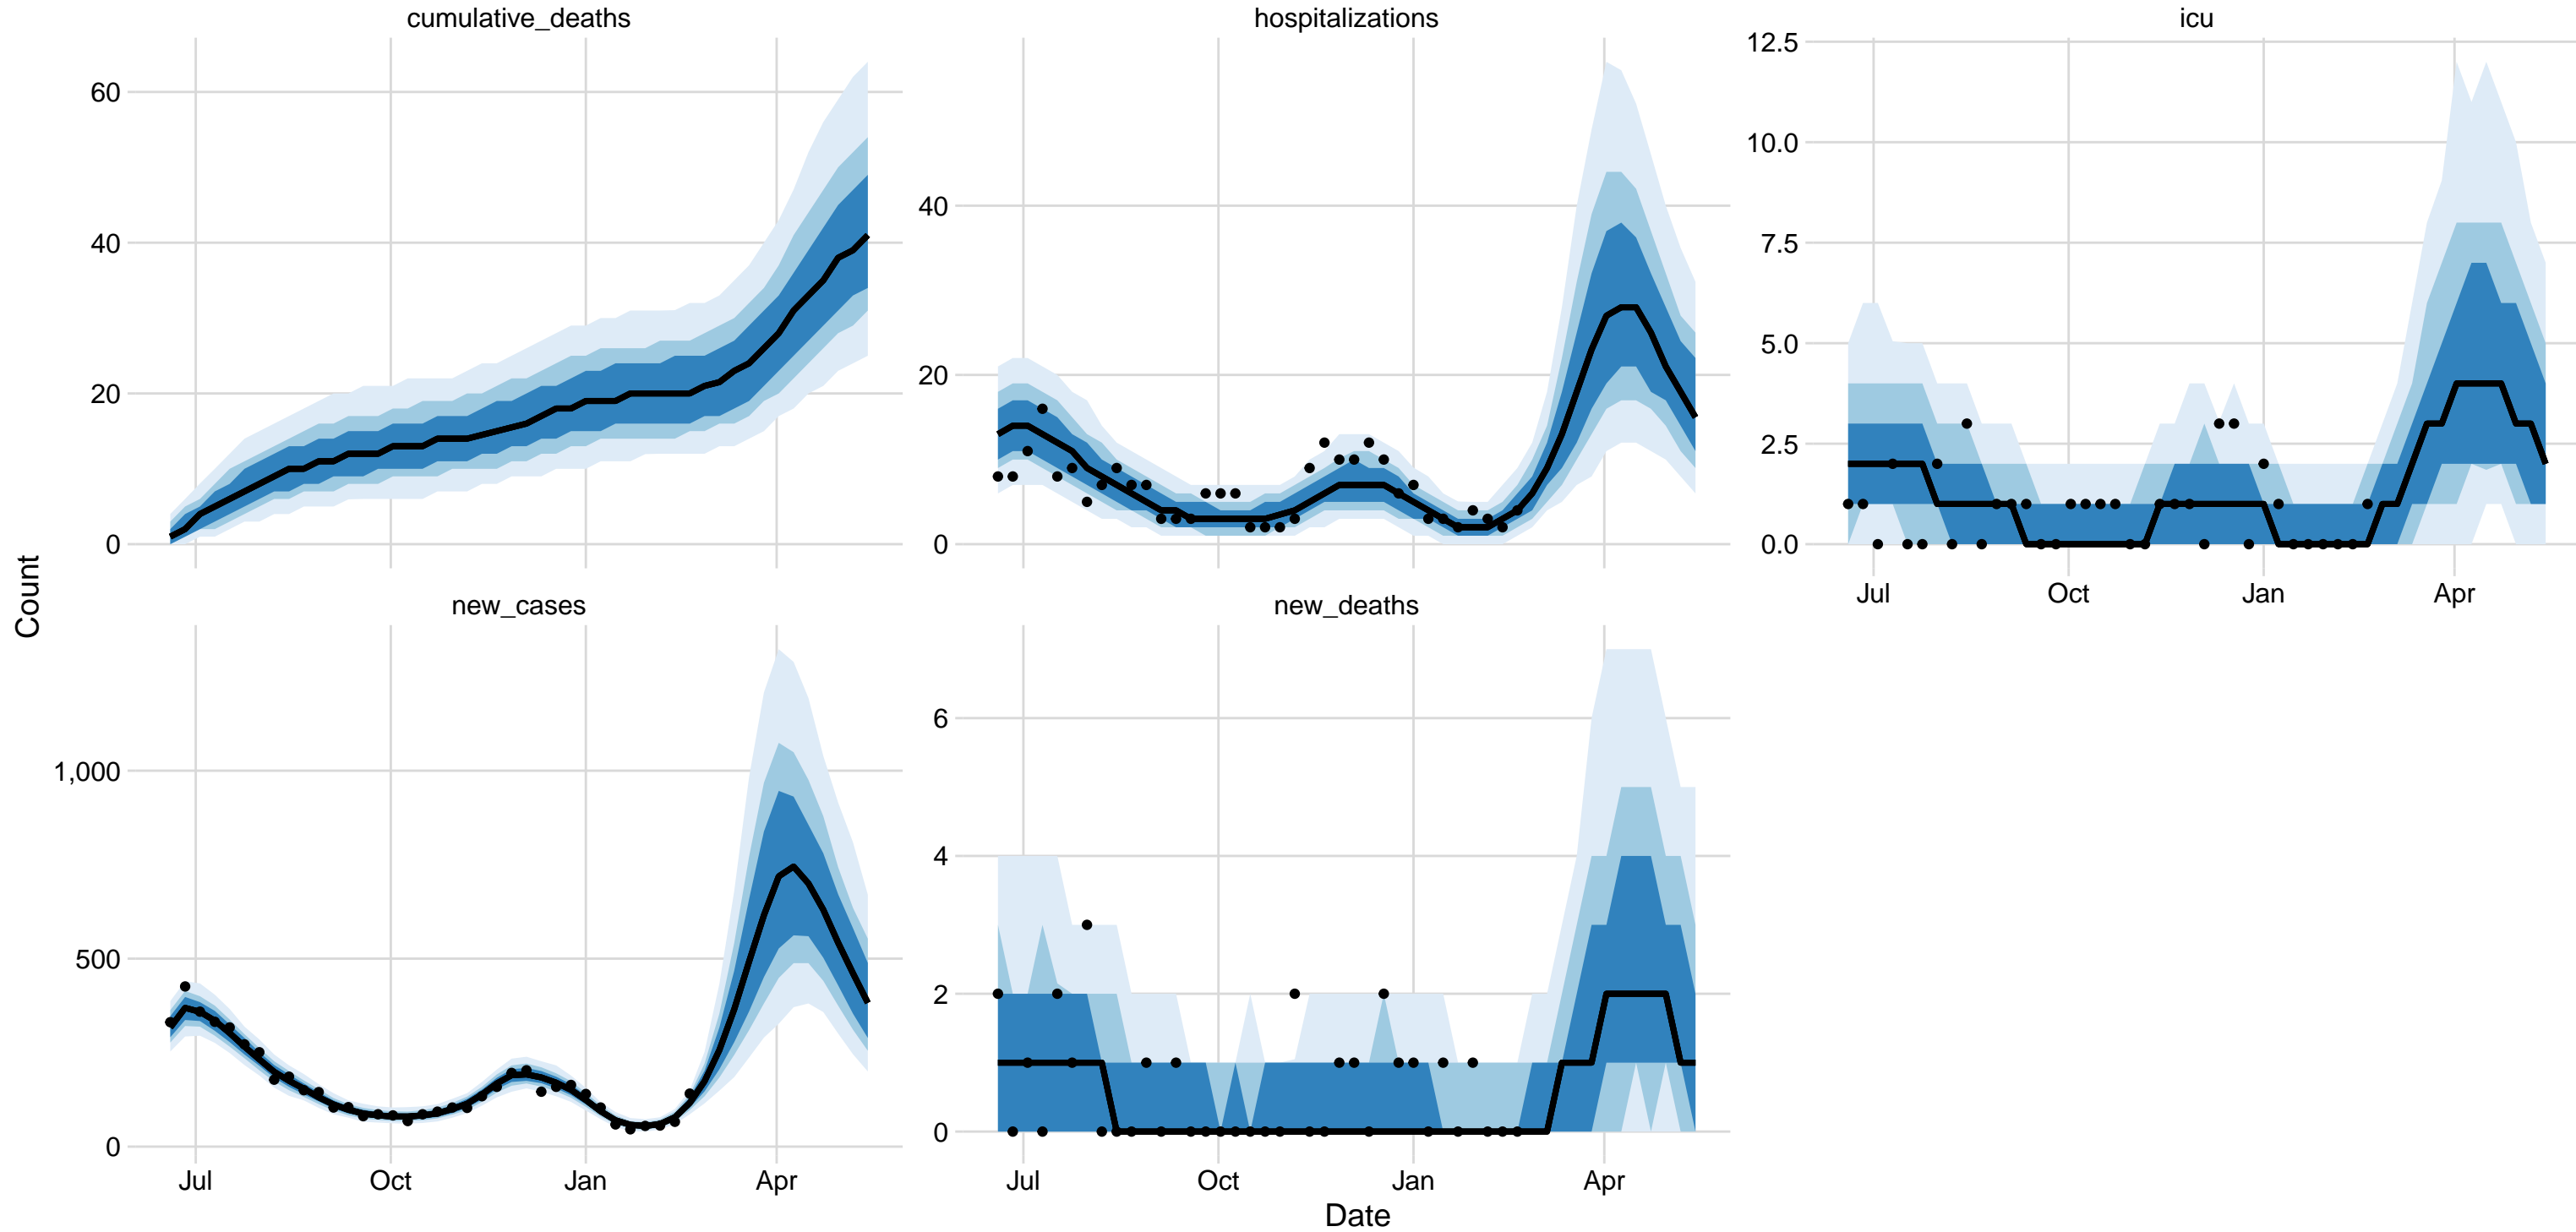 cumulative_deaths
hospitalizations
icu
60
40
20
0
40
20
0
12.5
10.0
7.5
5.0
2.5
0.0
Jul Oct Jan Apr
Count
new_cases
new_deaths
1,000
500
0
Jul Oct Jan Apr
6
4
2
0
Jul Oct Jan Apr
Date